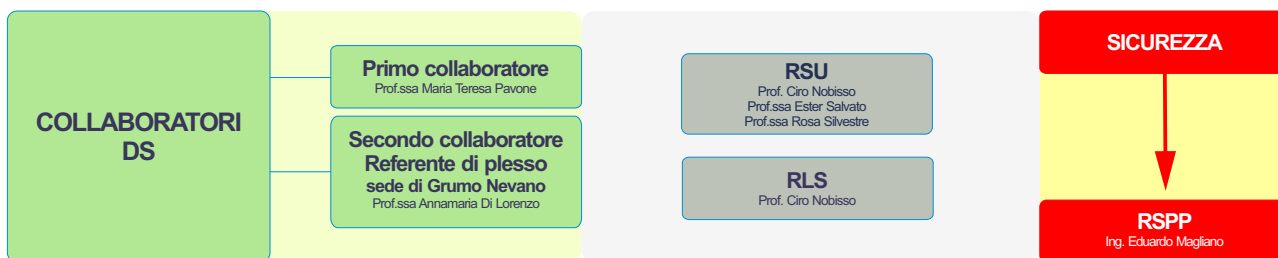 COLLABORATORI
DS
Primo collaboratore
Prof.ssa Maria Teresa Pavone
Secondo collaboratore
Referente di plesso
sede di Grumo Nevano
Prof.ssa Annamaria Di Lorenzo
RSU
Prof. Ciro Nobisso
Prof.ssa Ester Salvato
Prof.ssa Rosa Silvestre
RLS
Prof. Ciro Nobisso
SICUREZZA
RSPP
Ing. Eduardo Magliano